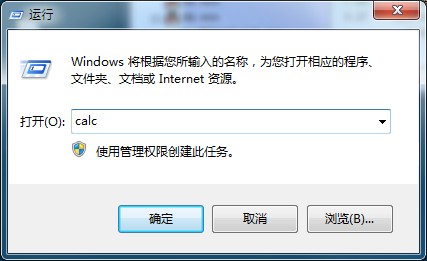 运行
Windows 将根据您所输入的名称，为您打开相应的程序、
文件夹、文档或 Internet 资源。
打开(O): calc
使用管理权限创建此任务。
确定 取消 浏览(B)...